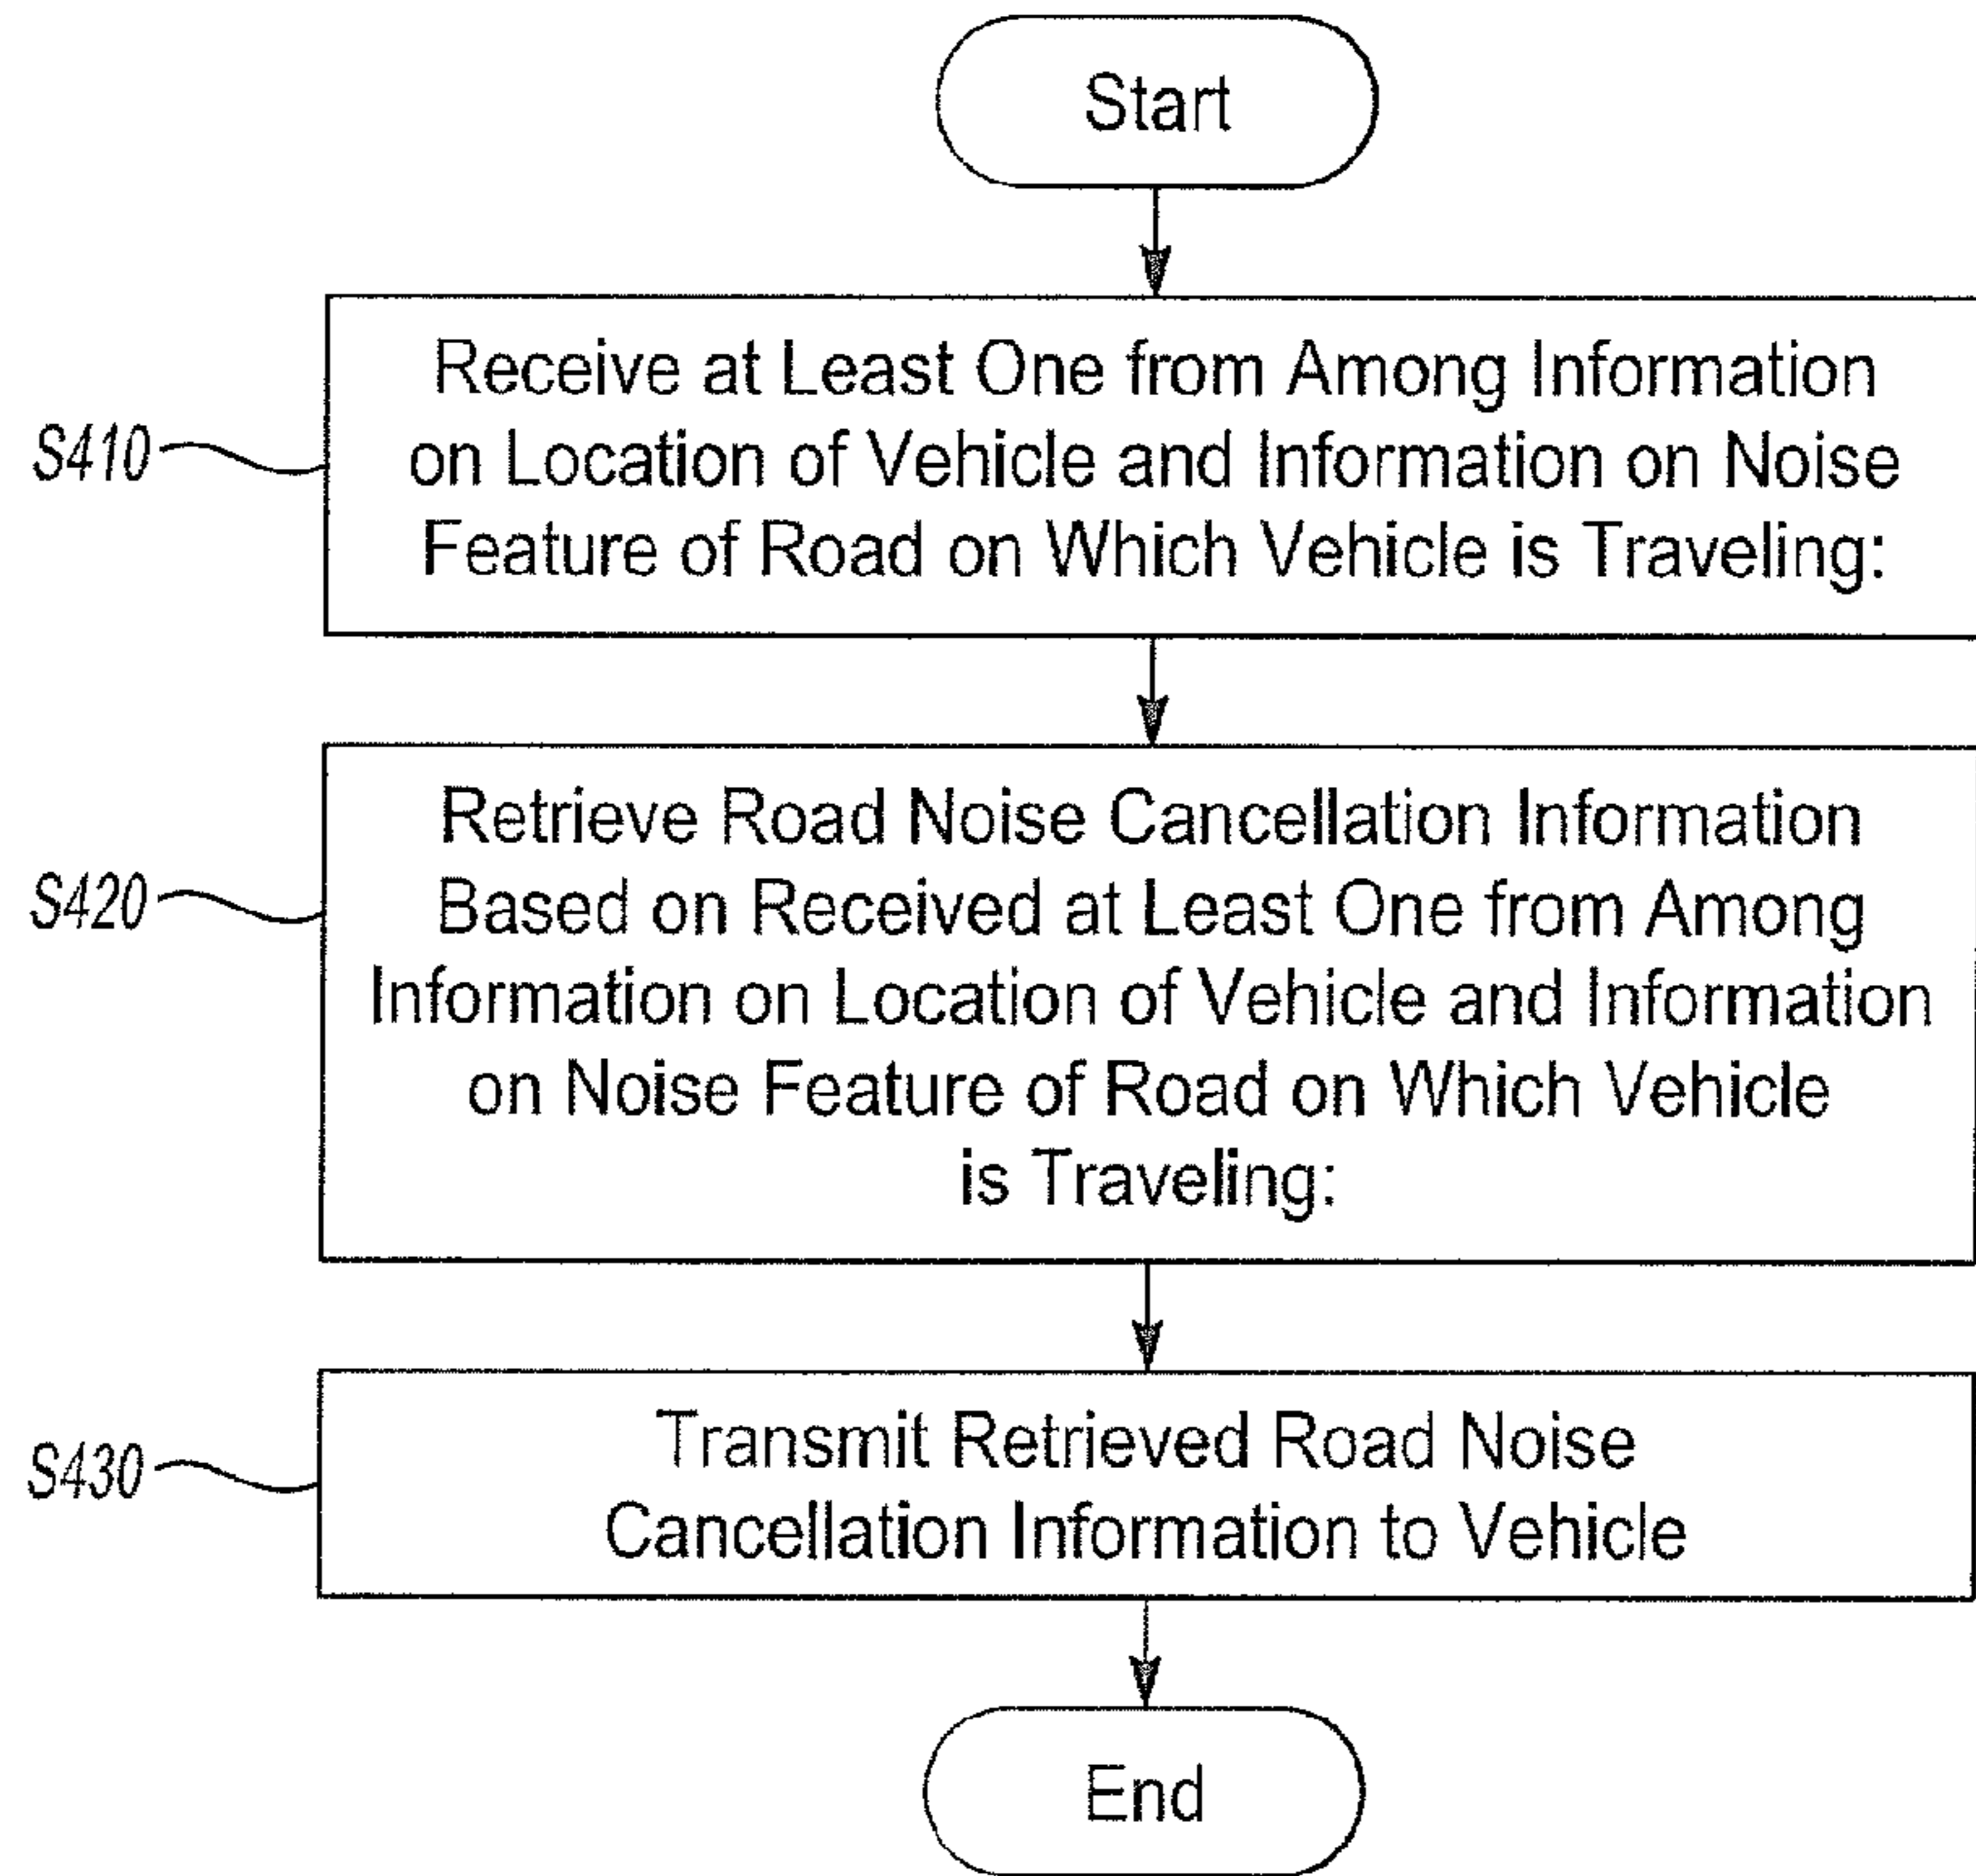 Start
Receive at Least One from Among Information
S410
on Location of Vehicle and Information on Noise
Feature of Road on Which Vehicle is Traveling:
Retrieve Road Noise Cancellation Information
S420
Based on Received at Least One from Among
Information on Location of Vehicle and Information
on Noise Feature of Road on Which Vehicle
is Traveling:
S430
Transmit Retrieved Road Noise
Cancellation Information to Vehicle
End